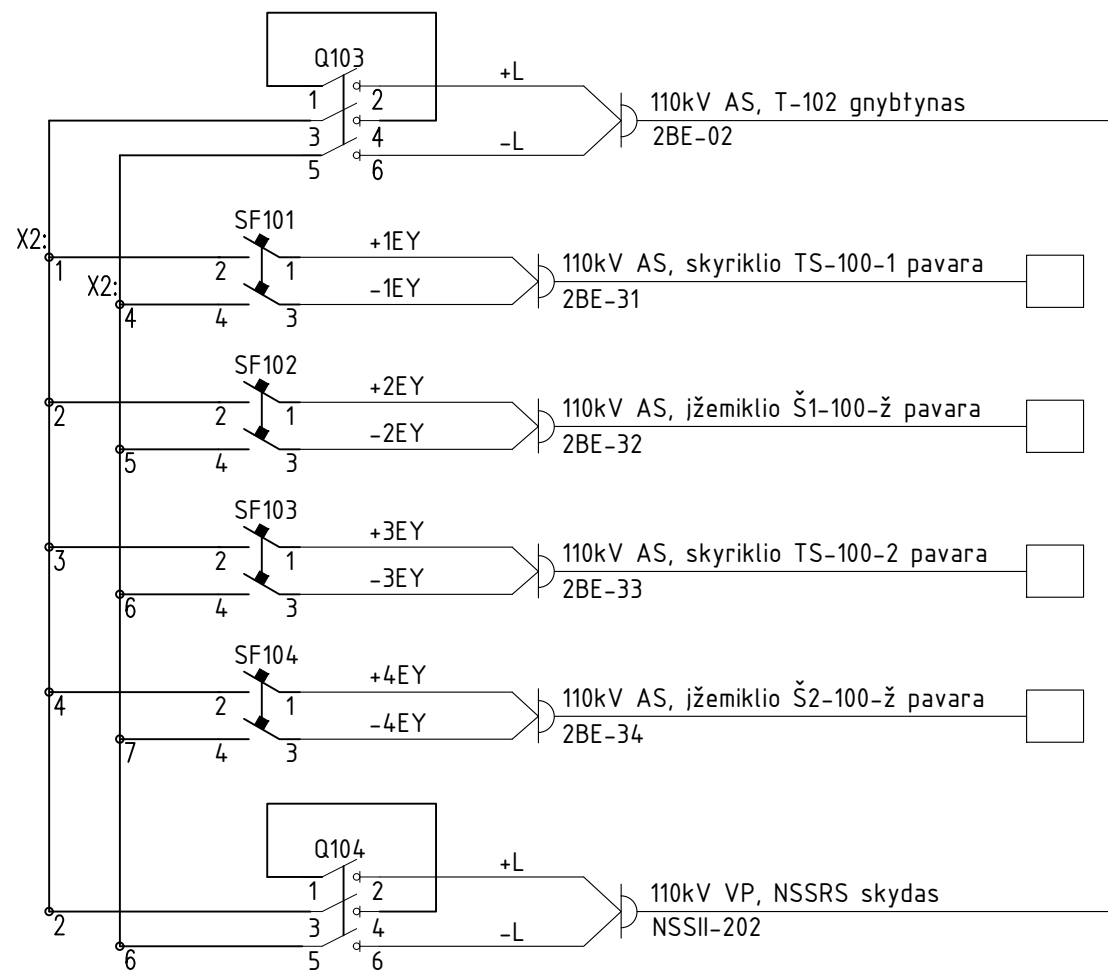 Q103
+L
1 2
110kV AS, T-102 gnybtynas
3 4
2BE-02
-L
5 6
SF101
X2:
+1EY
1
2 1
110kV AS, skyriklio TS-100-1 pavara
X2:
-1EY
2BE-31
4
4 3
SF102
+2EY
2
2 1
110kV AS, įžemiklio Š1-100-ž pavara
-2EY
2BE-32
5
4 3
SF103
+3EY
3
2 1
110kV AS, skyriklio TS-100-2 pavara
-3EY
2BE-33
6
4 3
SF104
+4EY
4
2 1
110kV AS, įžemiklio Š2-100-ž pavara
-4EY
2BE-34
7
4 3
Q104
+L
1 2
110kV VP, NSSRS skydas
2
3 4
NSSII-202
-L
6
5 6